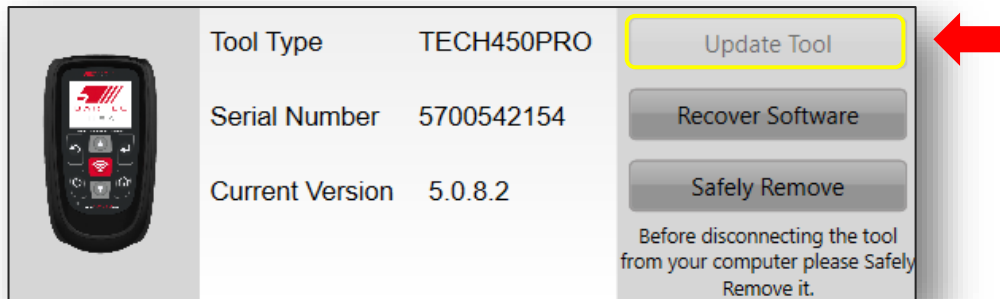 Tool Type TECH450PRO Update Tool
Serial Number 5700542154 Recover Software
Current Version 5.0.8.2 Safely Remove
Before disconnecting the tool
from your computer please Safely
Remove it.